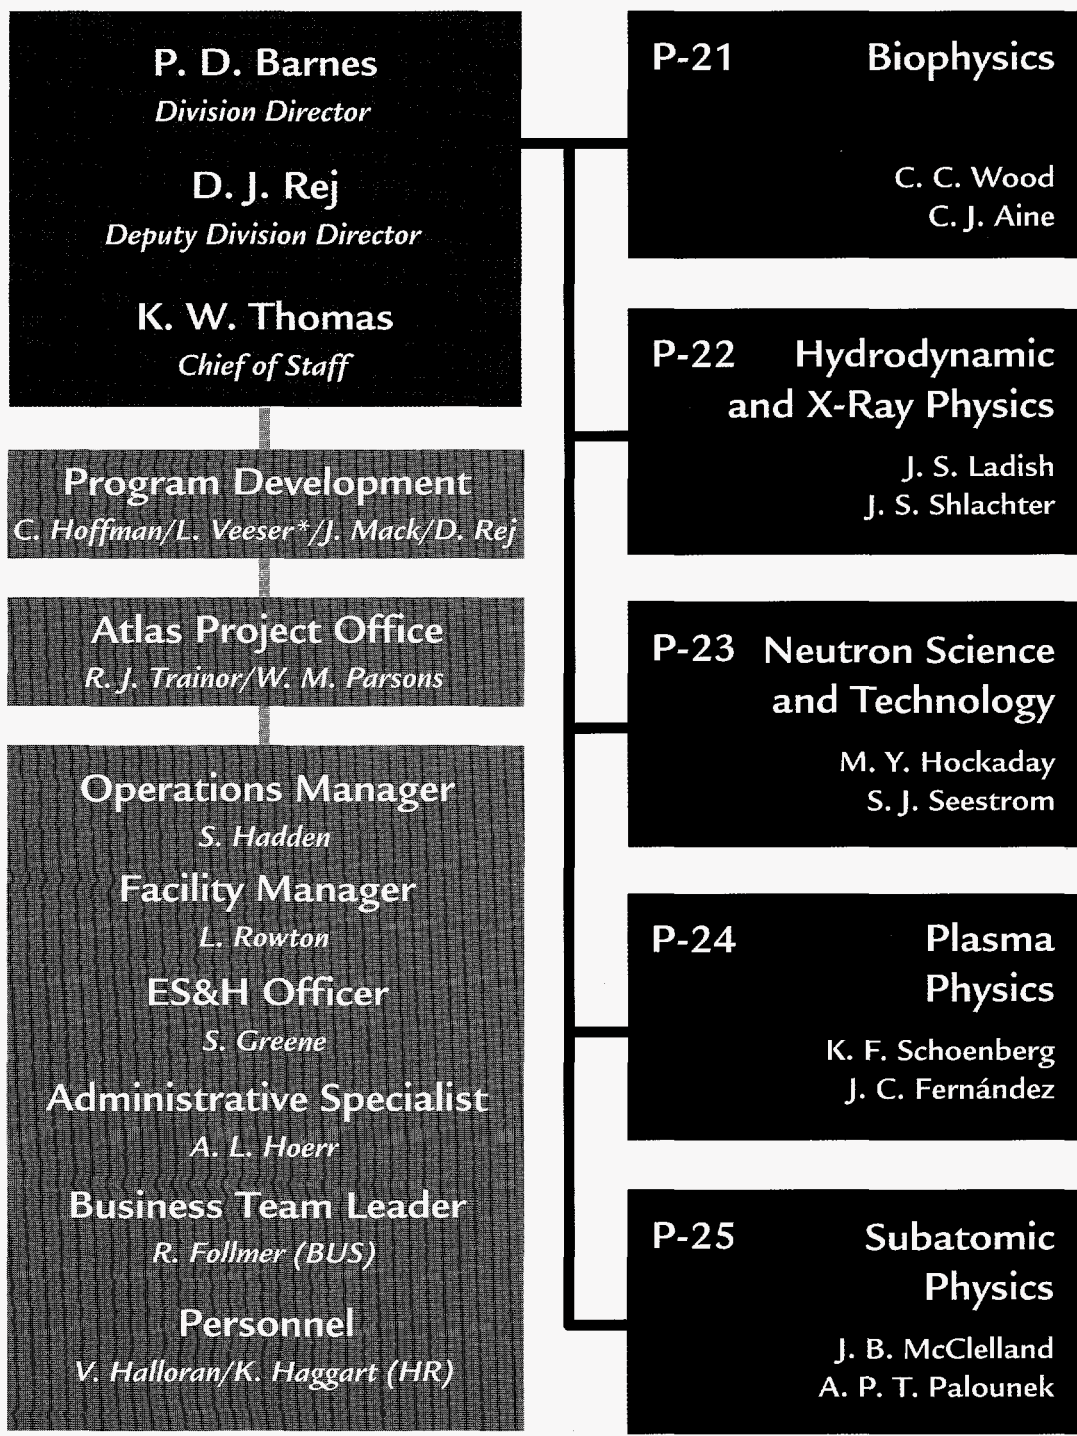 P. D. Barnes
Division Director
D. J. Rej
Deputy Division Director
K. W. Thomas
Chief of Staff
Program Development
C. Hoffman/L. Veeser*/J. Mack/D. Rej
Atlas Project Office
R. J. Trainor/W. M. Parsons
Operations Manager
S. Hadden
Facility Manager
L. Rowton
ES&H Officer
S. Greene
Administrative Specialist
A. L. Hoerr
Business Team Leader
R. Follmer (BUS)
Personnel
V. Halloran/K. Haggart (HR)
P-21 Biophysics
C. C. Wood
C. J. Aine
P-22 Hydrodynamic
and X-Ray Physics
J. S. Ladish
J. S. Shlachter
P-23 Neutron Science
and Technology
M. Y. Hockaday
S. J. Seestrom
P-24 Plasma
Physics
K. F. Schoenberg
J. C. Fernández
P-25 Subatomic
Physics
J. B. McClelland
A. P. T. Palounek